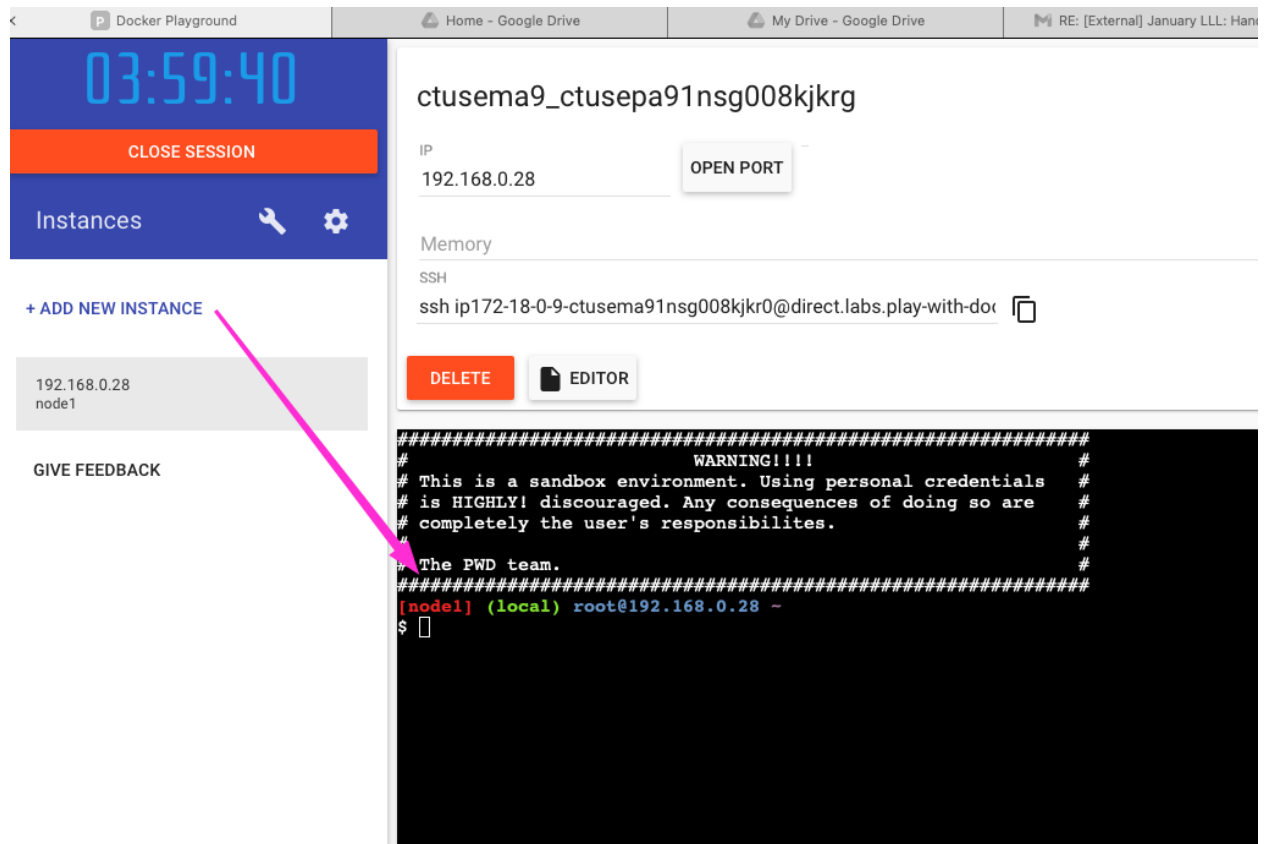 Docker Playground
Home - Google Drive
My Drive - Google Drive
RE: [External] January LLL: Hand
03:59:40
CLOSE SESSION
Instances
+ ADD NEW INSTANCE
192.168.0.28
node1
GIVE FEEDBACK
ctusema9_ctusepa91nsg008kjkrg
IP
192.168.0.28
OPEN PORT
Memory
SSH
ssh ip172-18-0-9-ctusema91nsg008kjkr0@direct.labs.play-with-doc
DELETE
EDITOR
###############################################################
#                          WARNING!!!!                        #
# This is a sandbox environment. Using personal credentials   #
# is HIGHLY! discouraged. Any consequences of doing so are    #
# completely the user's responsibilites.                      #
#                                                             #
# The PWD team.                                               #
###############################################################
[node1] (local) root@192.168.0.28 ~
$